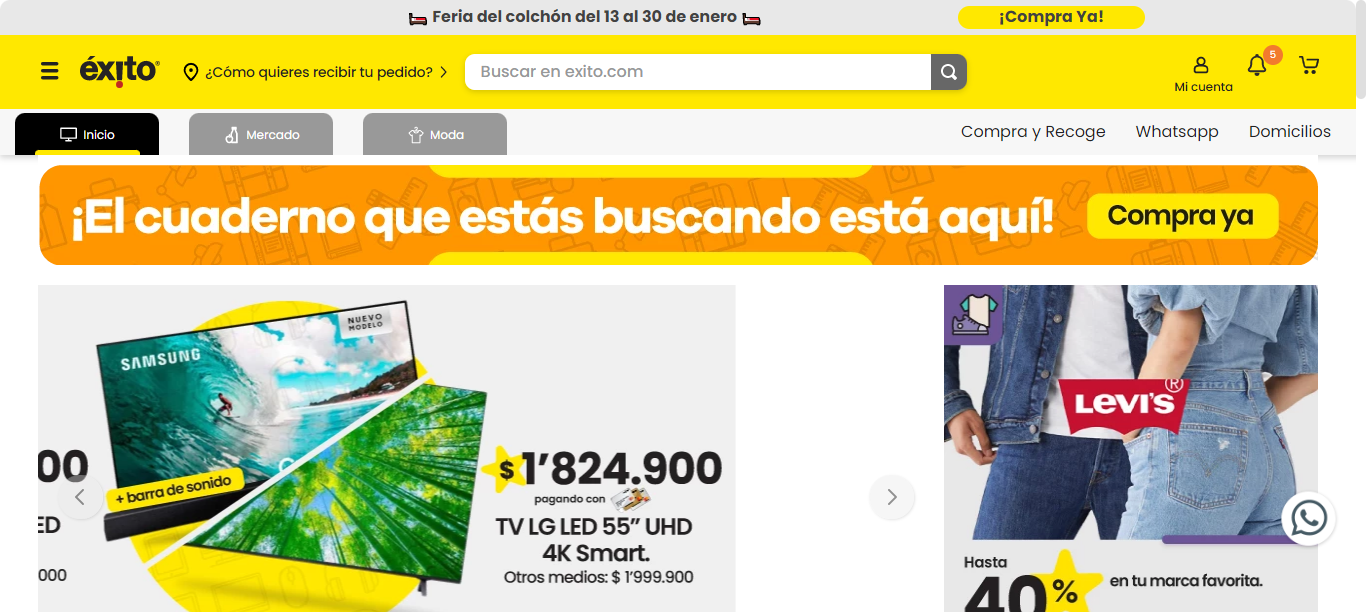 Feria del colchón del 13 al 30 de enero
¡Compra Ya!
éxito
¿Cómo quieres recibir tu pedido?
Buscar en exito.com
5
Mi cuenta
Inicio
Mercado
Moda
Compra y Recoge
Whatsapp
Domicilios
¡El cuaderno que estás buscando está aquí!
Compra ya
NUEVO
MODELO
SAMSUNG
00
+ barra de sonido
ED
000
$1’824.900
pagando con
TV LG LED 55” UHD
4K Smart.
Otros medios: $ 1’999.900
LEVI'S
®
Hasta
40%
en tu marca favorita.